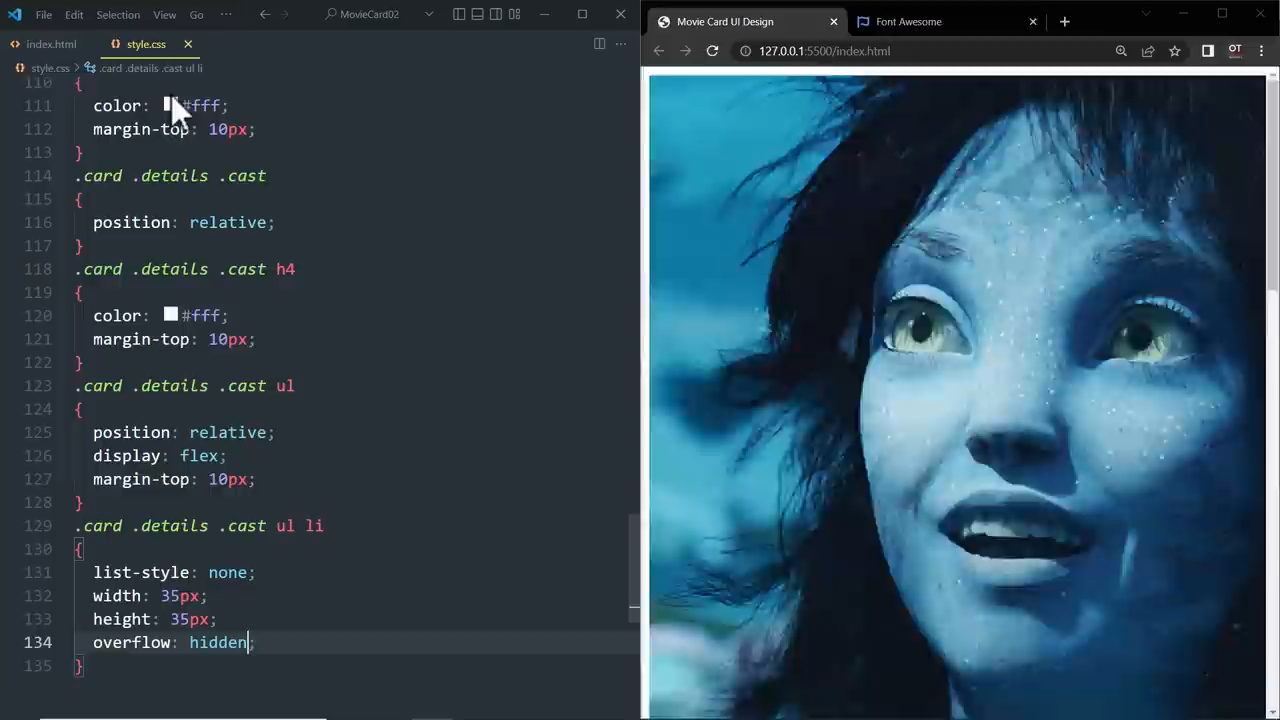 File Edit Selection View Go ... MovieCard02
index.html style.css
style.css > .card .details .cast ul li
110 {
111 color: #fff;
112 margin-top: 10px;
113 }
114 .card .details .cast
115 {
116 position: relative;
117 }
118 .card .details .cast h4
119 {
120 color: #fff;
121 margin-top: 10px;
122 }
123 .card .details .cast ul
124 {
125 position: relative;
126 display: flex;
127 margin-top: 10px;
128 }
129 .card .details .cast ul li
130 {
131 list-style: none;
132 width: 35px;
133 height: 35px;
134 overflow: hidden;
135 }
Movie Card UI Design
Font Awesome
127.0.0.1:5500/index.html
OT